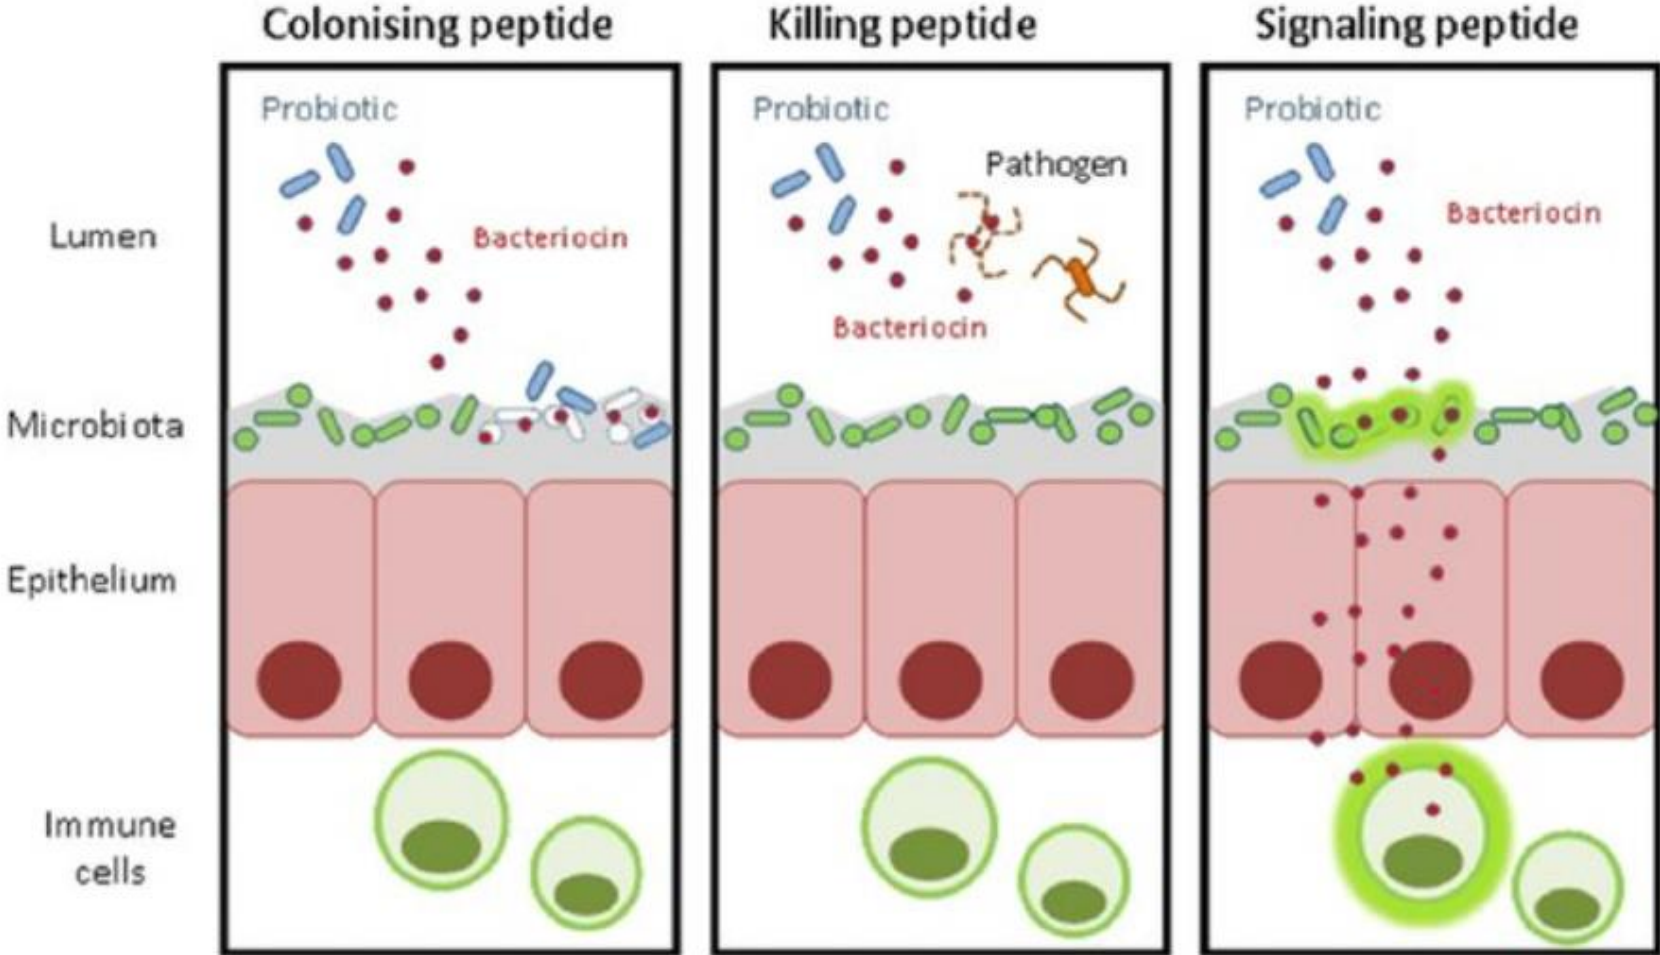 Colonising peptide
Killing peptide
Signaling peptide
Probiotic
Probiotic
Probiotic
Pathogen
Lumen
Bacteriocin
Bacteriocin
Bacteriocin
Microbiota
Epithelium
Immune
cells